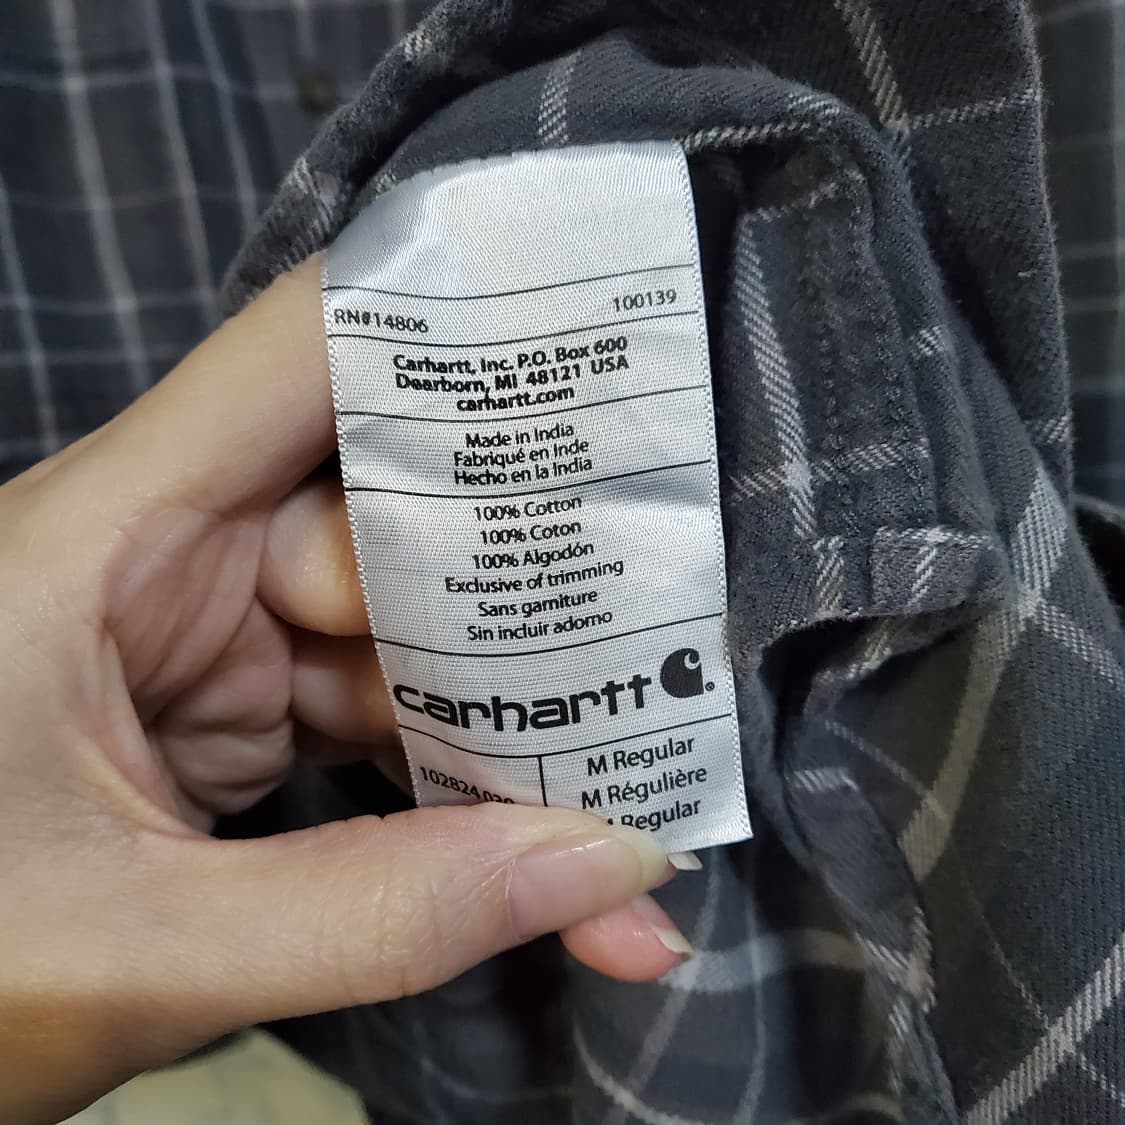 RN#14806 100139
Carhartt, Inc. P.O. Box 600
Dearborn, MI 48121 USA
carhartt.com
Made in India
Fabriqué en Inde
Hecho en la India
100% Cotton
100% Coton
100% Algodón
Exclusive of trimming
Sans garniture
Sin incluir adorno
carhartt
M Regular
M Régulière
Regular